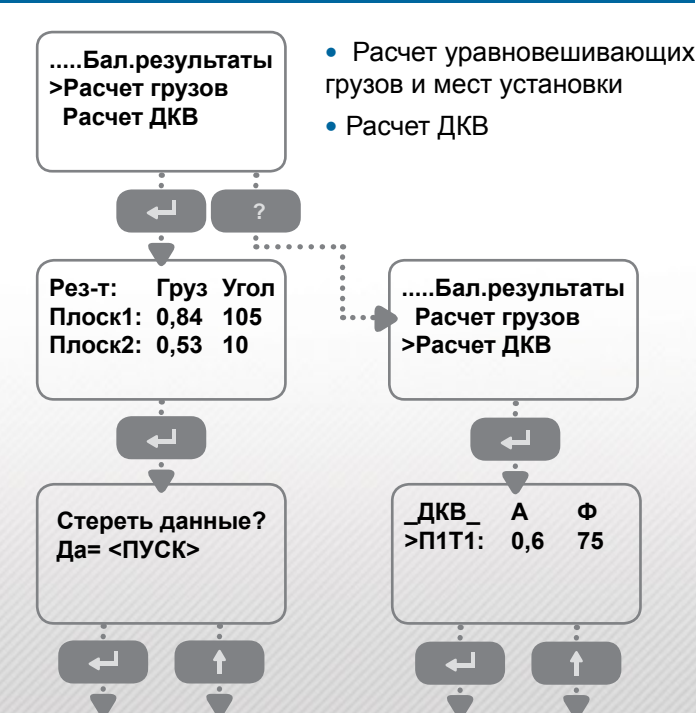 .....Бал.результаты
>Расчет грузов
Расчет ДКВ
• Расчет уравновешивающих
грузов и мест установки
• Расчет ДКВ
?
Рез-т: Груз Угол
Плоск1: 0,84 105
Плоск2: 0,53 10
.....Бал.результаты
Расчет грузов
>Расчет ДКВ
Стереть данные?
Да= <ПУСК>
_ДКВ_ А Ф
>П1Т1: 0,6 75